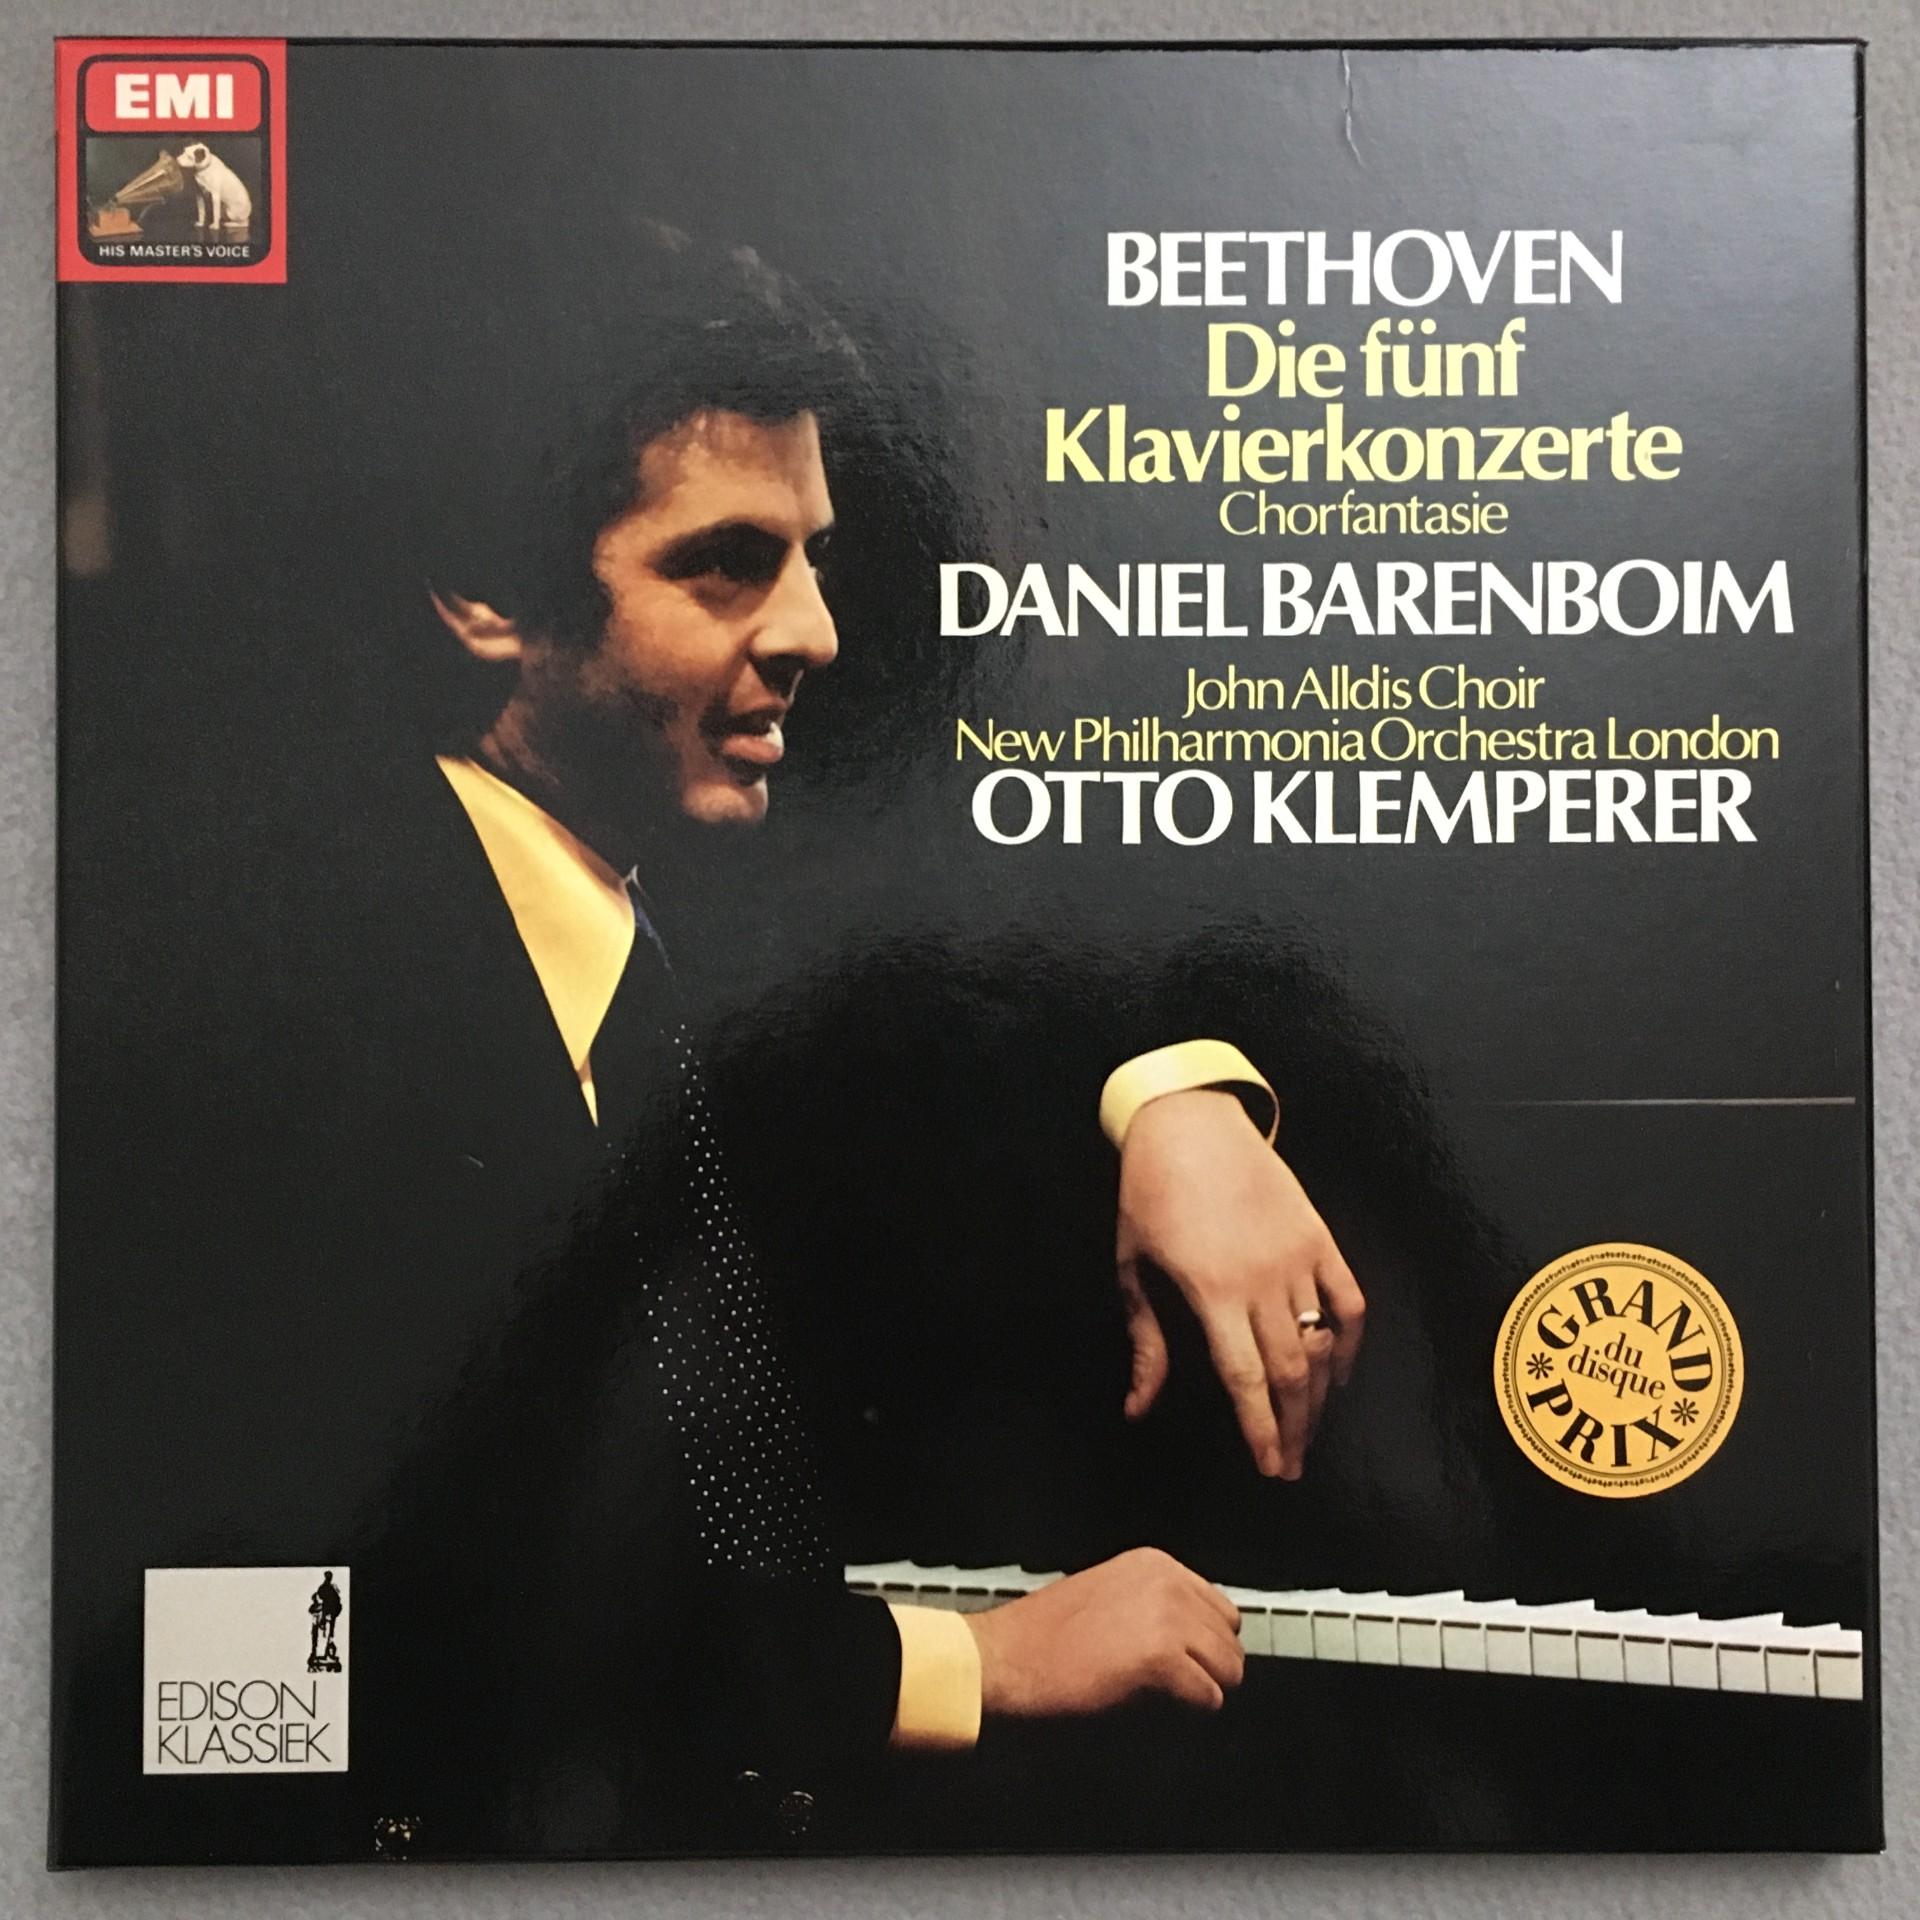 EMI
HIS MASTER'S VOICE
BEETHOVEN
Die fünf
Klavierkonzerte
Chorfantasie
DANIEL BARENBOIM
John Alldis Choir
New Philharmonia Orchestra London
OTTO KLEMPERER
GRAND
du
disque
PRIX
EDISON
KLASSIEK